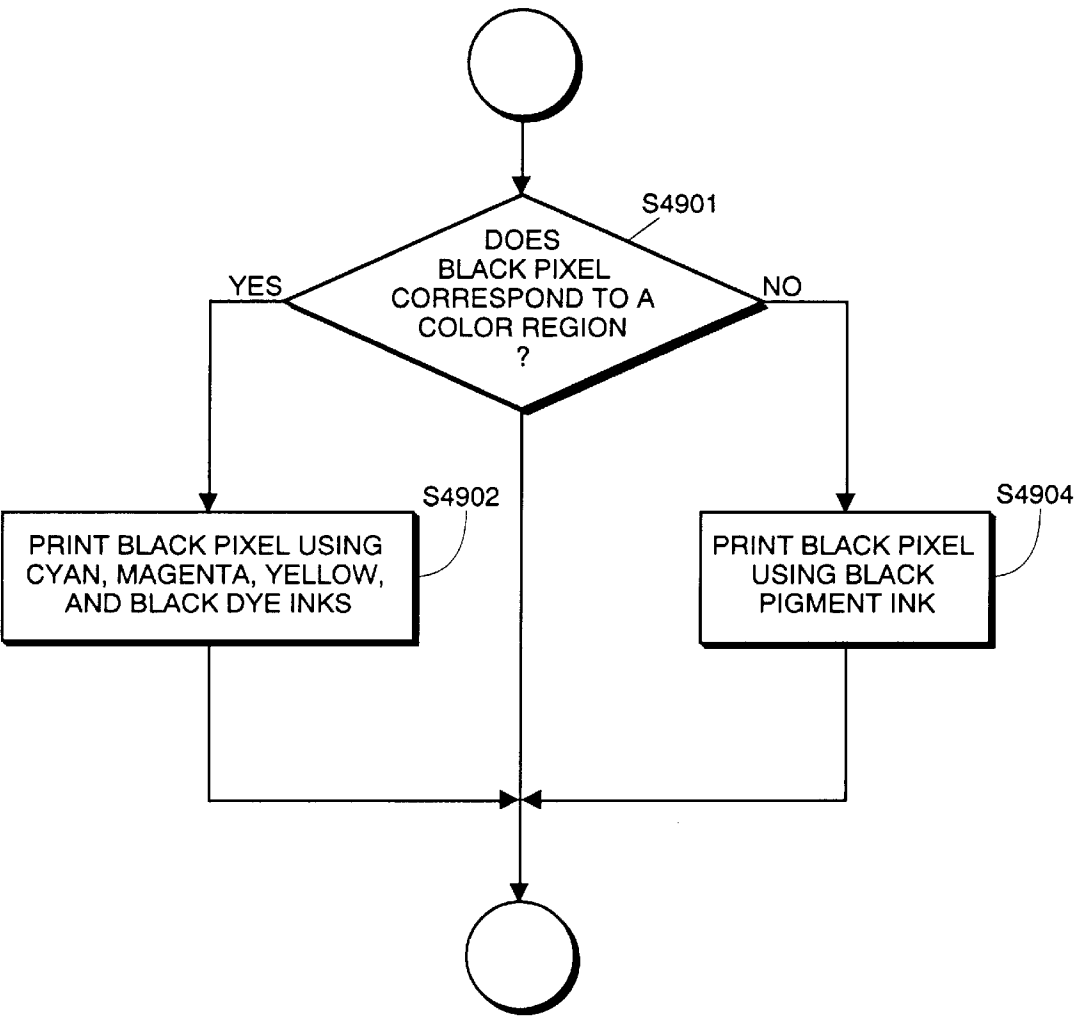 S4901
DOES
BLACK PIXEL
CORRESPOND TO A
COLOR REGION
?
YES
NO
S4902
PRINT BLACK PIXEL USING
CYAN, MAGENTA, YELLOW,
AND BLACK DYE INKS
S4904
PRINT BLACK PIXEL
USING BLACK
PIGMENT INK